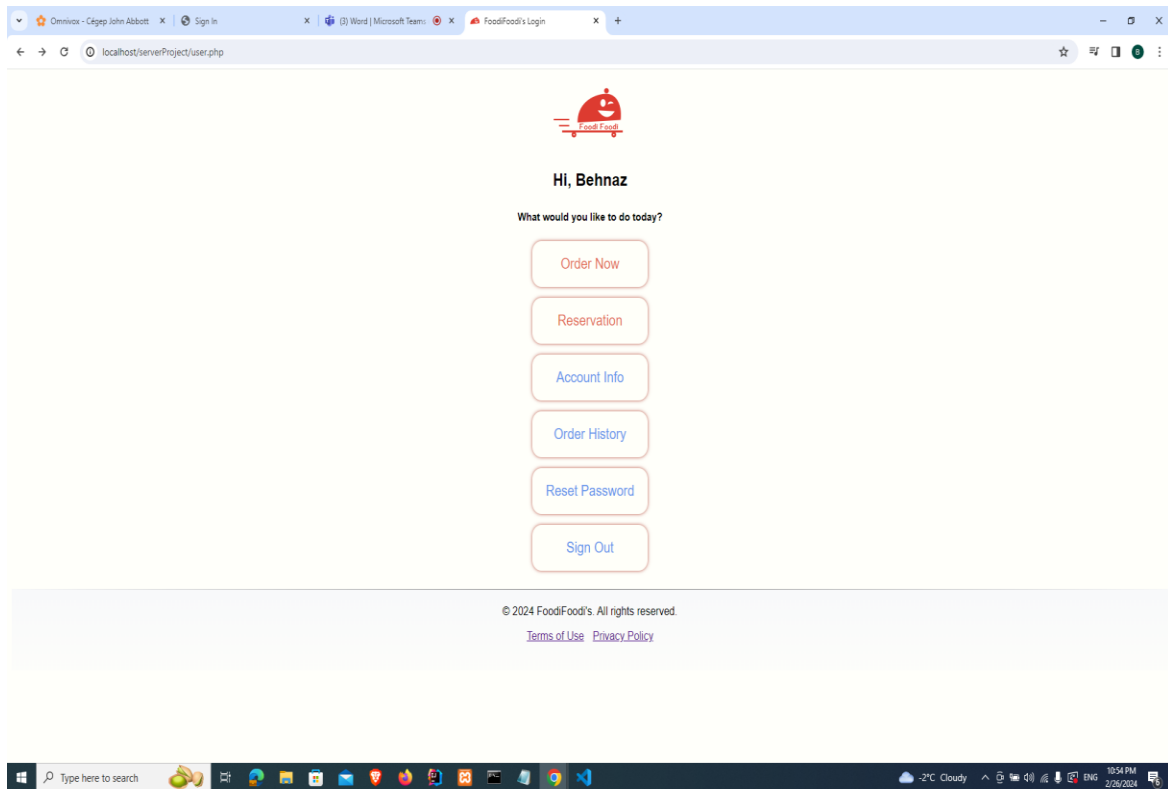 Omnivox - Cégep John Abbott
Sign In
(3) Word | Microsoft Teams
FoodiFoodi's Login
localhost/serverProject/user.php
B
Foodi Foodi
Hi, Behnaz
What would you like to do today?
Order Now
Reservation
Account Info
Order History
Reset Password
Sign Out
© 2024 FoodiFoodi's. All rights reserved.
Terms of Use Privacy Policy
Type here to search
-2°C Cloudy
ENG
10:54 PM
2/26/2024
6